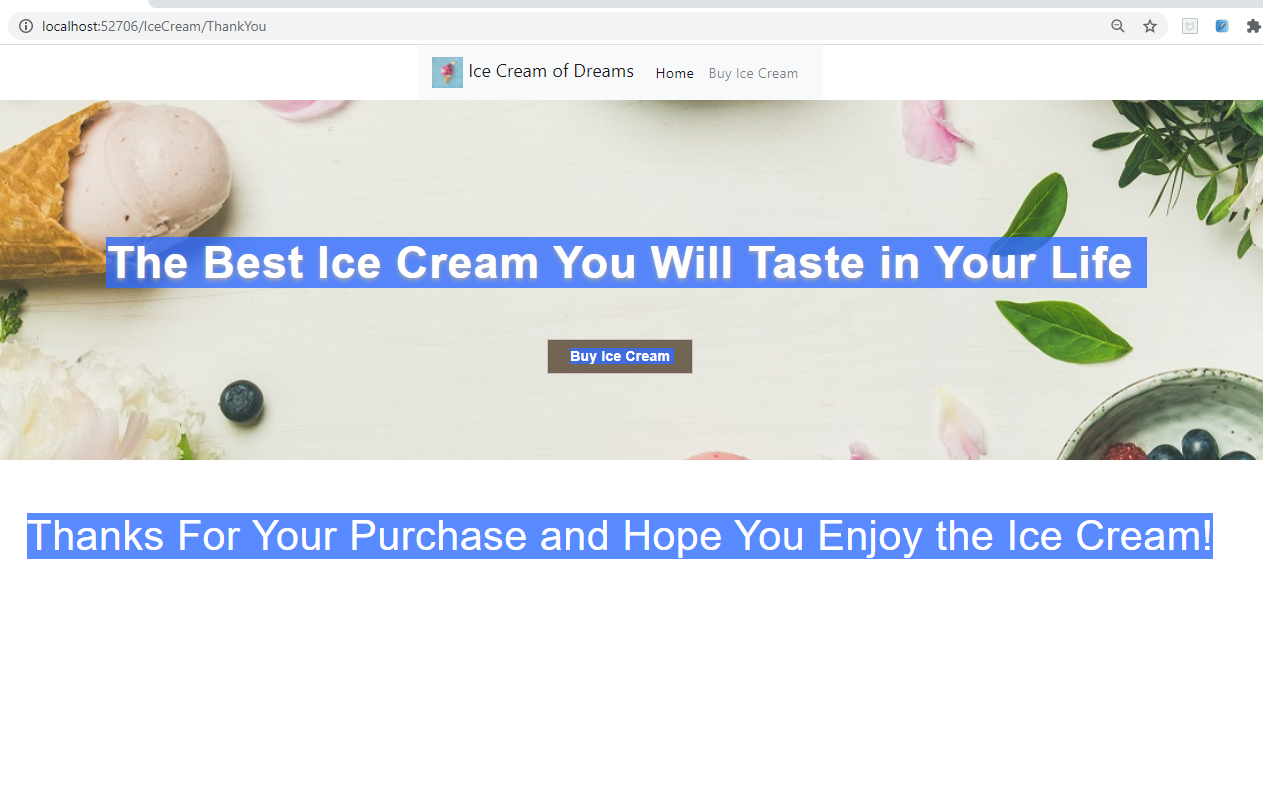 localhost:52706/IceCream/ThankYou
Ice Cream of Dreams Home Buy Ice Cream
The Best Ice Cream You Will Taste in Your Life
Buy Ice Cream
Thanks For Your Purchase and Hope You Enjoy the Ice Cream!